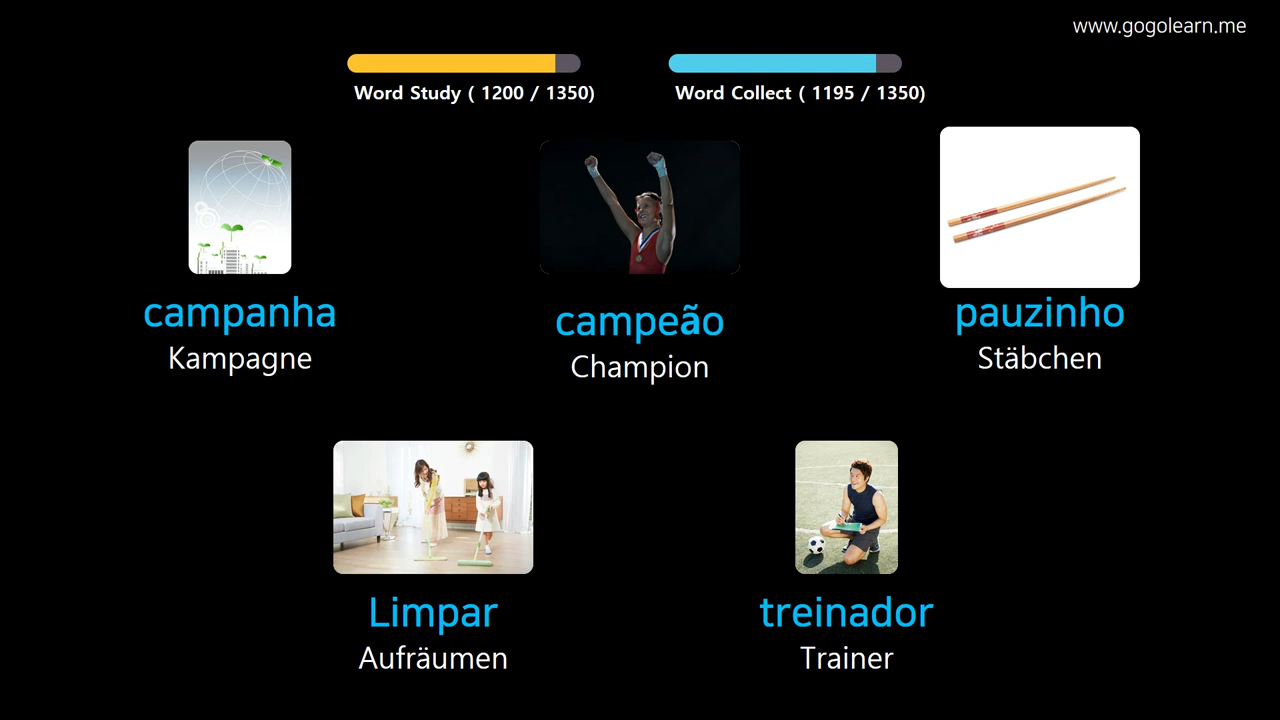 www.gogolearn.me
Word Study ( 1200 / 1350)
Word Collect ( 1195 / 1350)
campanha
Kampagne
campeão
Champion
pauzinho
Stäbchen
Limpar
Aufräumen
treinador
Trainer